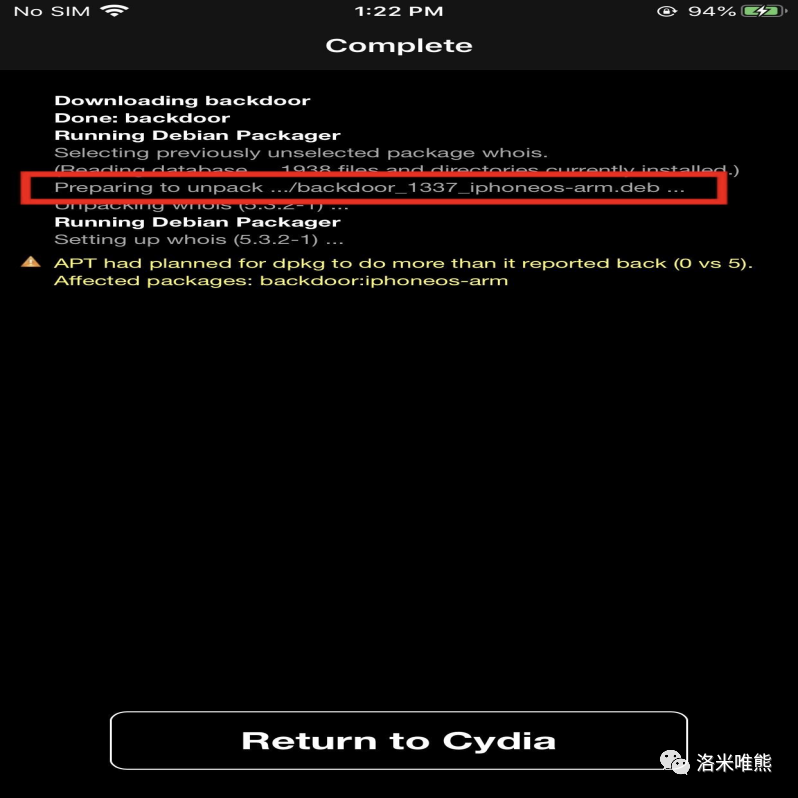 No SIM 1:22 PM 94%
Complete
Downloading backdoor
Done: backdoor
Running Debian Packager
Selecting previously unselected package whois.
(Reading database ... 1938 files and directories currently installed.)
Preparing to unpack .../backdoor_1337_iphoneos-arm.deb ...
Unpacking whois (5.3.2-1) ...
Running Debian Packager
Setting up whois (5.3.2-1) ...
APT had planned for dpkg to do more than it reported back (0 vs 5).
Affected packages: backdoor:iphoneos-arm
Return to Cydia
洛米唯熊